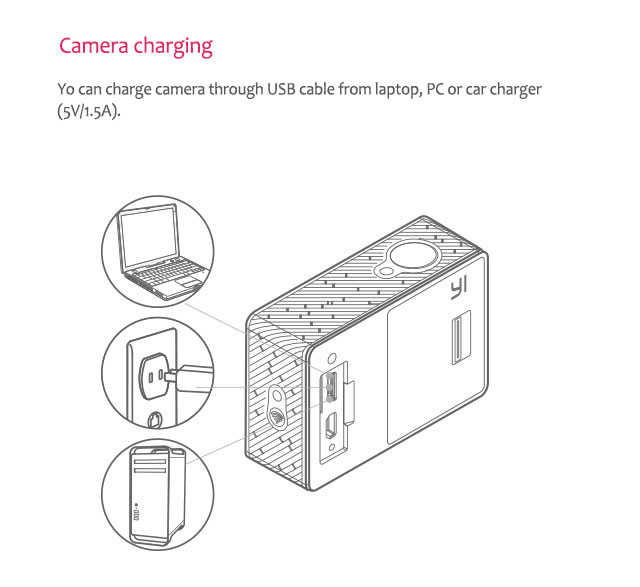 Camera charging
Yo can charge camera through USB cable from laptop, PC or car charger
(5V/1.5A).
YI